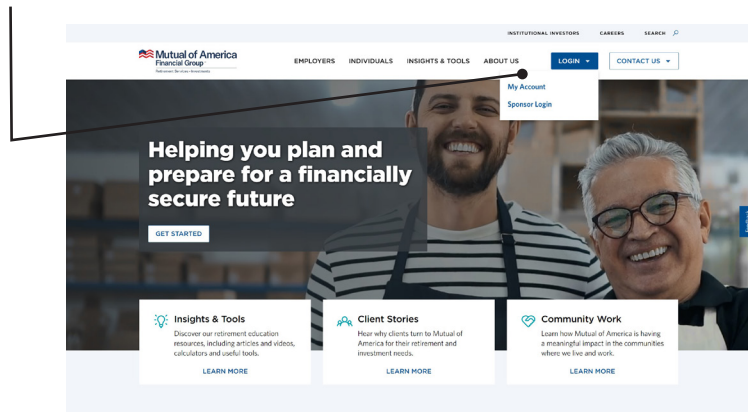 INSTITUTIONAL INVESTORS CAREERS SEARCH
Mutual of America
Financial Group
Retirement Services • Investments
EMPLOYERS INDIVIDUALS INSIGHTS & TOOLS ABOUT US LOGIN CONTACT US
My Account
Sponsor Login
Helping you plan and
prepare for a financially
secure future
GET STARTED
Insights & Tools
Discover our retirement education
resources, including articles and videos,
calculators and useful tools.
LEARN MORE
Client Stories
Hear why clients turn to Mutual of
America for their retirement and
investment needs.
LEARN MORE
Community Work
Learn how Mutual of America is having
a meaningful impact in the communities
where we live and work.
LEARN MORE